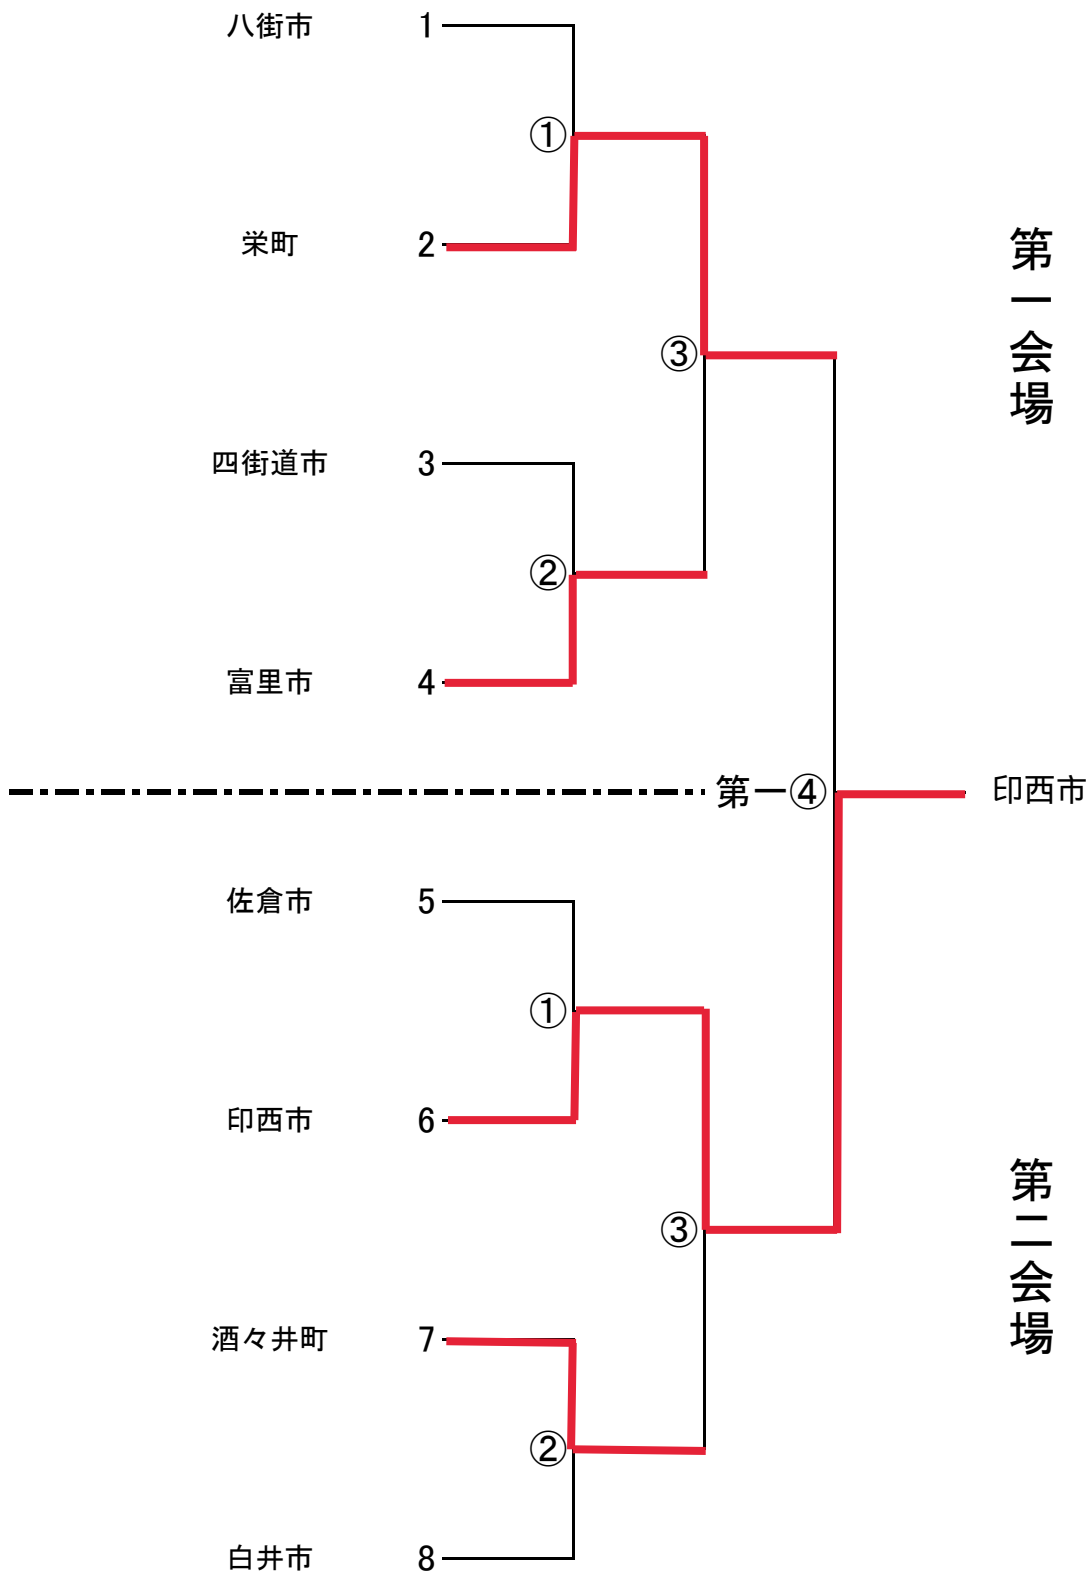 八街市 1
①
栄町 2
第一会場
③
四街道市 3
②
富里市 4
第一④ 印西市
佐倉市 5
①
印西市 6
第二会場
③
酒々井町 7
②
白井市 8